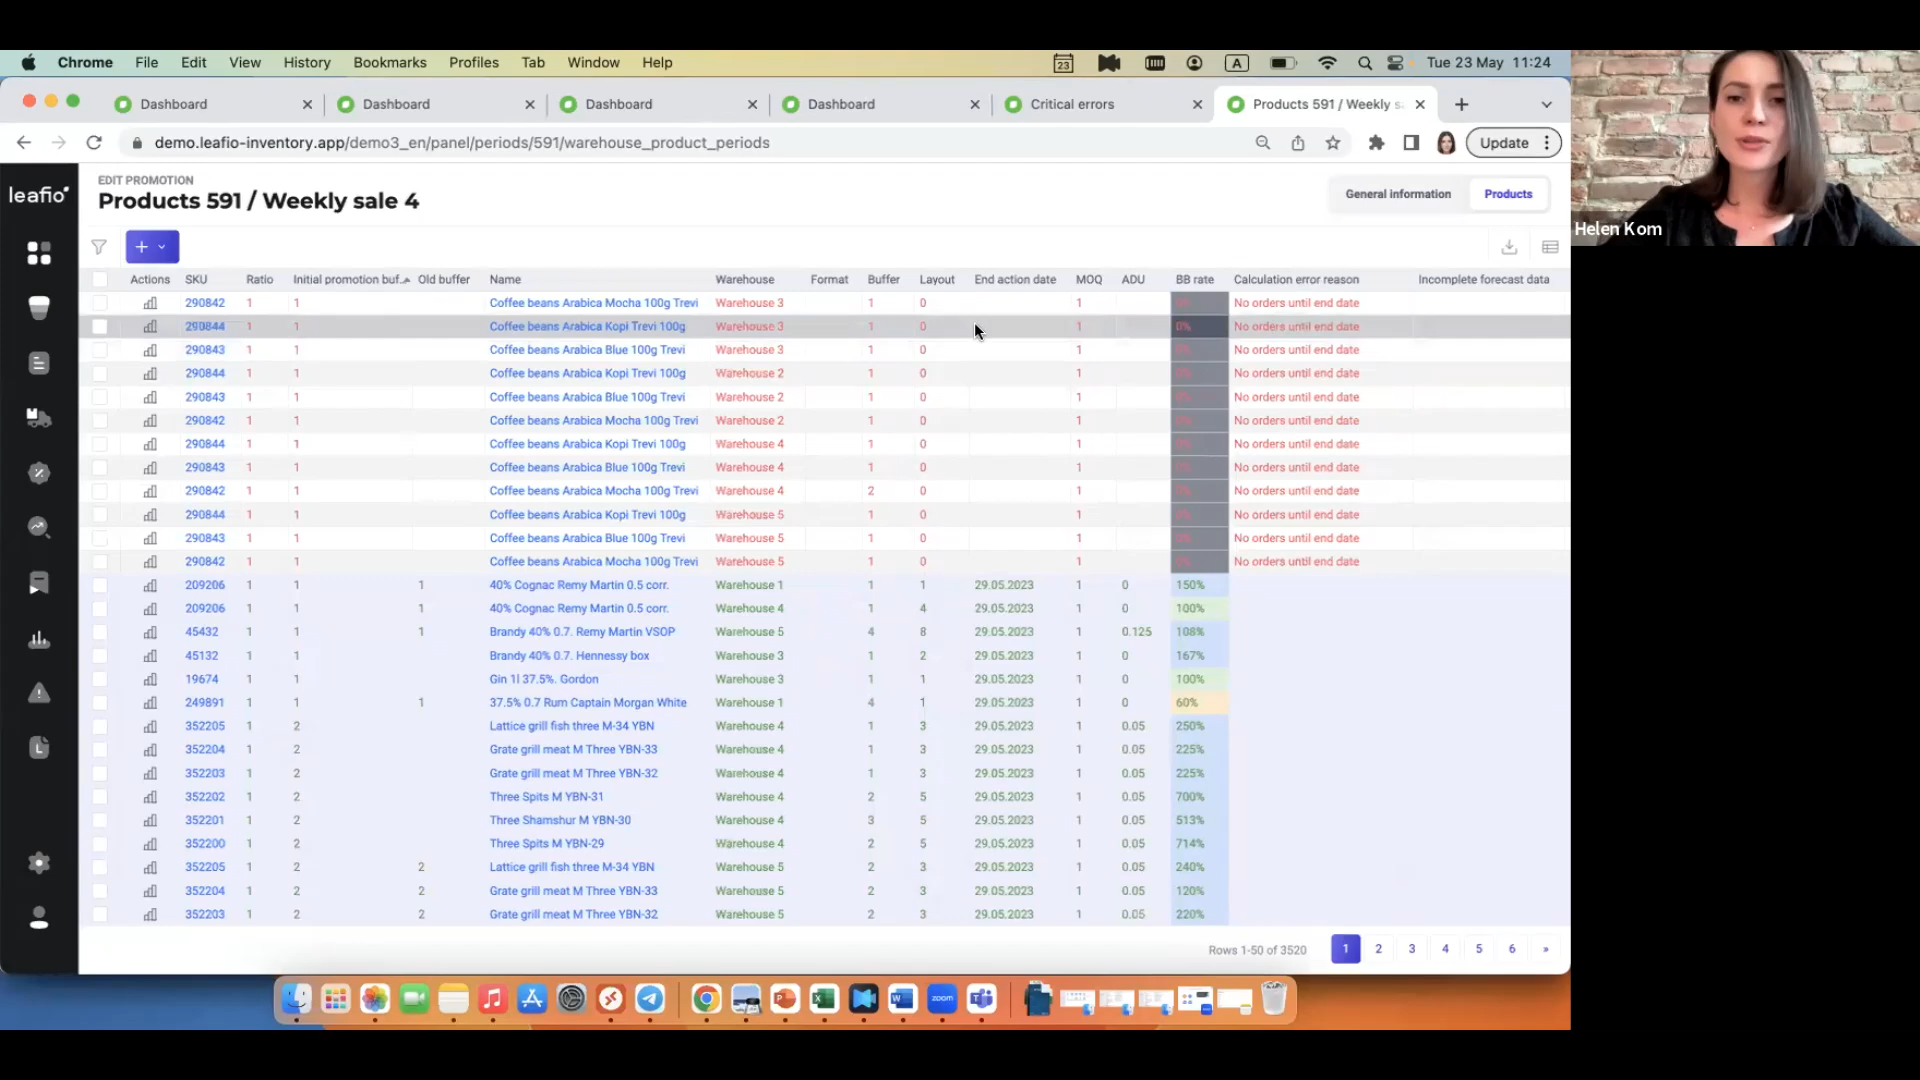 Chrome File Edit View History Bookmarks Profiles Tab Window Help 23 A Tue 23 May 11:24
Dashboard Dashboard Dashboard Dashboard Critical errors Products 591 / Weekly s
demo.leafio-inventory.app/demo3_en/panel/periods/591/warehouse_product_periods Update
Helen Kom
leafio
EDIT PROMOTION
Products 591 / Weekly sale 4
General information Products
Actions SKU Ratio Initial promotion buf... Old buffer Name Warehouse Format Buffer Layout End action date MOQ ADU BB rate Calculation error reason Incomplete forecast data
290842 1 1 Coffee beans Arabica Mocha 100g Trevi Warehouse 3 1 0 1 0% No orders until end date
290844 1 1 Coffee beans Arabica Kopi Trevi 100g Warehouse 3 1 0 1 0% No orders until end date
290843 1 1 Coffee beans Arabica Blue 100g Trevi Warehouse 3 1 0 1 0% No orders until end date
290844 1 1 Coffee beans Arabica Kopi Trevi 100g Warehouse 2 1 0 1 0% No orders until end date
290843 1 1 Coffee beans Arabica Blue 100g Trevi Warehouse 2 1 0 1 0% No orders until end date
290842 1 1 Coffee beans Arabica Mocha 100g Trevi Warehouse 2 1 0 1 0% No orders until end date
290844 1 1 Coffee beans Arabica Kopi Trevi 100g Warehouse 4 1 0 1 0% No orders until end date
290843 1 1 Coffee beans Arabica Blue 100g Trevi Warehouse 4 1 0 1 0% No orders until end date
290842 1 1 Coffee beans Arabica Mocha 100g Trevi Warehouse 4 2 0 1 0% No orders until end date
290844 1 1 Coffee beans Arabica Kopi Trevi 100g Warehouse 5 1 0 1 0% No orders until end date
290843 1 1 Coffee beans Arabica Blue 100g Trevi Warehouse 5 1 0 1 0% No orders until end date
290842 1 1 Coffee beans Arabica Mocha 100g Trevi Warehouse 5 1 0 1 0% No orders until end date
209206 1 1 1 40% Cognac Remy Martin 0.5 corr. Warehouse 1 1 1 29.05.2023 1 0 150%
209206 1 1 1 40% Cognac Remy Martin 0.5 corr. Warehouse 4 1 4 29.05.2023 1 0 100%
45432 1 1 1 Brandy 40% 0.7. Remy Martin VSOP Warehouse 5 4 8 29.05.2023 1 0.125 108%
45132 1 1 Brandy 40% 0.7. Hennessy box Warehouse 3 1 2 29.05.2023 1 0 167%
19674 1 1 Gin 1l 37.5%. Gordon Warehouse 3 1 1 29.05.2023 1 0 100%
249891 1 1 1 37.5% 0.7 Rum Captain Morgan White Warehouse 1 4 1 29.05.2023 1 0 60%
352205 1 2 Lattice grill fish three M-34 YBN Warehouse 4 1 3 29.05.2023 1 0.05 250%
352204 1 2 Grate grill meat M Three YBN-33 Warehouse 4 1 3 29.05.2023 1 0.05 225%
352203 1 2 Grate grill meat M Three YBN-32 Warehouse 4 1 3 29.05.2023 1 0.05 225%
352202 1 2 Three Spits M YBN-31 Warehouse 4 2 5 29.05.2023 1 0.05 700%
352201 1 2 Three Shamshur M YBN-30 Warehouse 4 3 5 29.05.2023 1 0.05 513%
352200 1 2 Three Spits M YBN-29 Warehouse 4 2 5 29.05.2023 1 0.05 714%
352205 1 2 2 Lattice grill fish three M-34 YBN Warehouse 5 2 3 29.05.2023 1 0.05 240%
352204 1 2 2 Grate grill meat M Three YBN-33 Warehouse 5 2 3 29.05.2023 1 0.05 120%
352203 1 2 2 Grate grill meat M Three YBN-32 Warehouse 5 2 3 29.05.2023 1 0.05 220%
Rows 1-50 of 3520 1 2 3 4 5 6 »
zoom